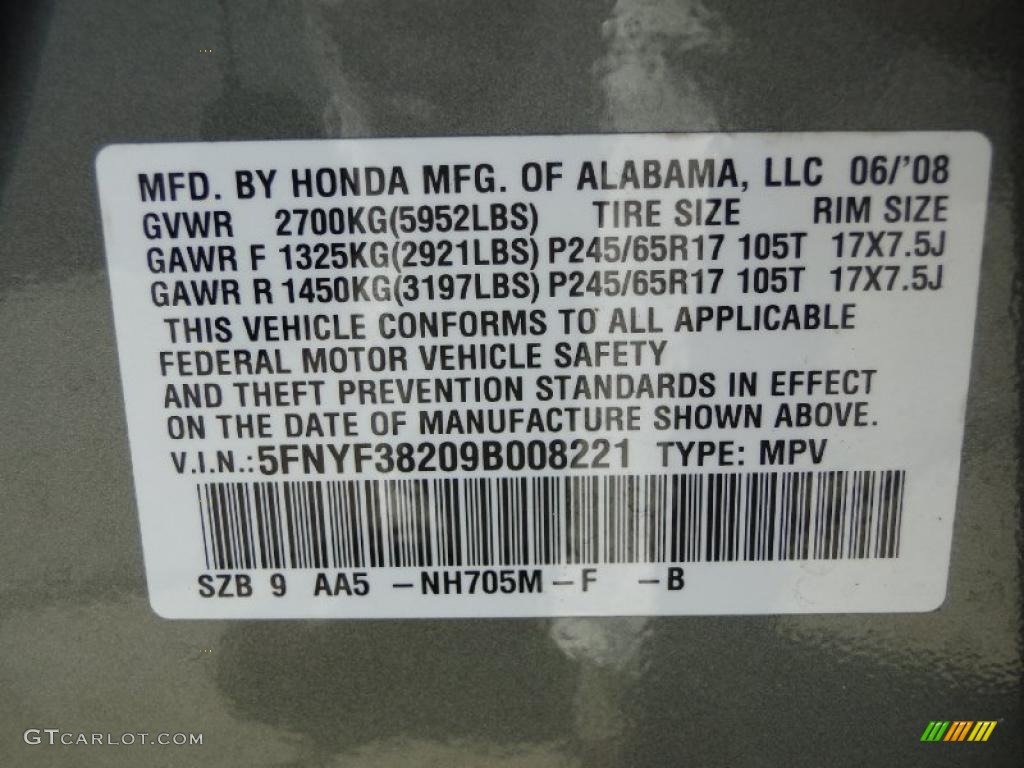 MFD. BY HONDA MFG. OF ALABAMA, LLC 06/'08
GVWR 2700KG(5952LBS) TIRE SIZE RIM SIZE
GAWR F 1325KG(2921LBS) P245/65R17 105T 17X7.5J
GAWR R 1450KG(3197LBS) P245/65R17 105T 17X7.5J
THIS VEHICLE CONFORMS TO ALL APPLICABLE
FEDERAL MOTOR VEHICLE SAFETY
AND THEFT PREVENTION STANDARDS IN EFFECT
ON THE DATE OF MANUFACTURE SHOWN ABOVE.
V.I.N.:5FNYF38209B008221 TYPE: MPV
SZB 9 AA5 -NH705M-F -B
GTCARLOT.COM